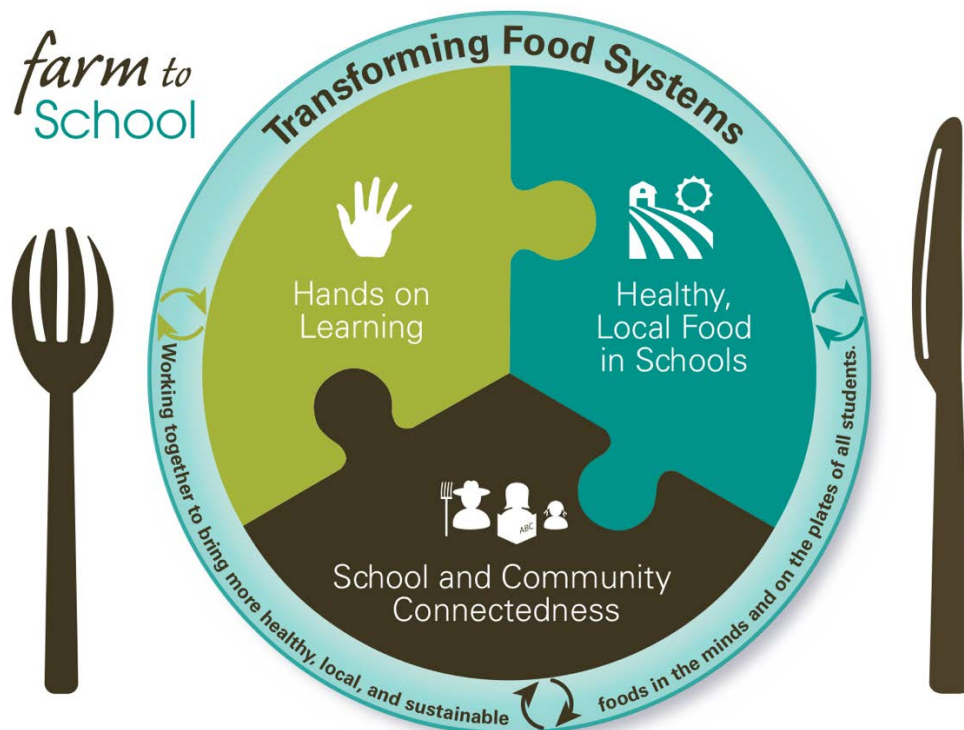 farm to
School
Transforming Food Systems
Hands on
Learning
Healthy,
Local Food
in Schools
ABC
School and Community
Connectedness
Working together to bring more healthy, local, and sustainable
foods in the minds and on the plates of all students.